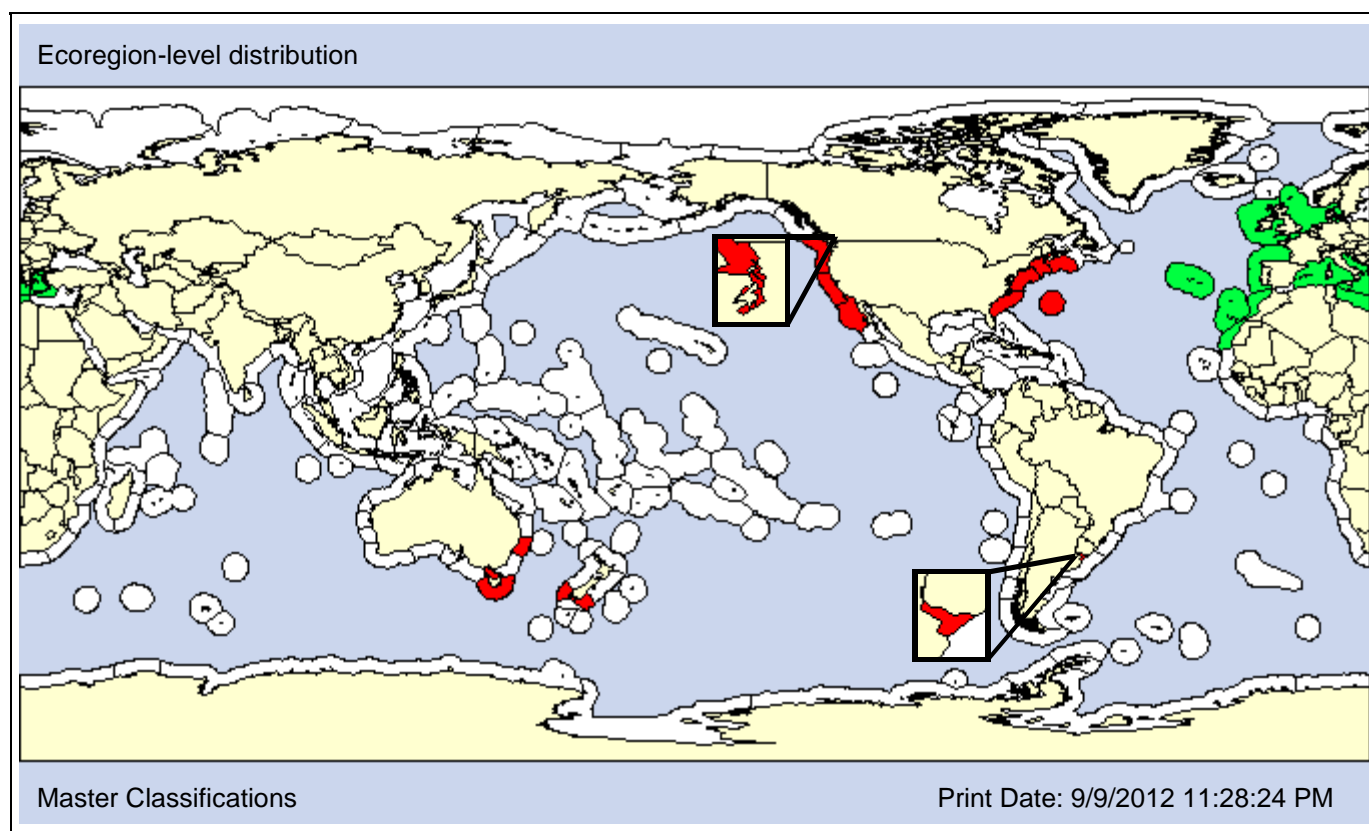 Ecoregion-level distribution
Master Classifications
Print Date: 9/9/2012 11:28:24 PM